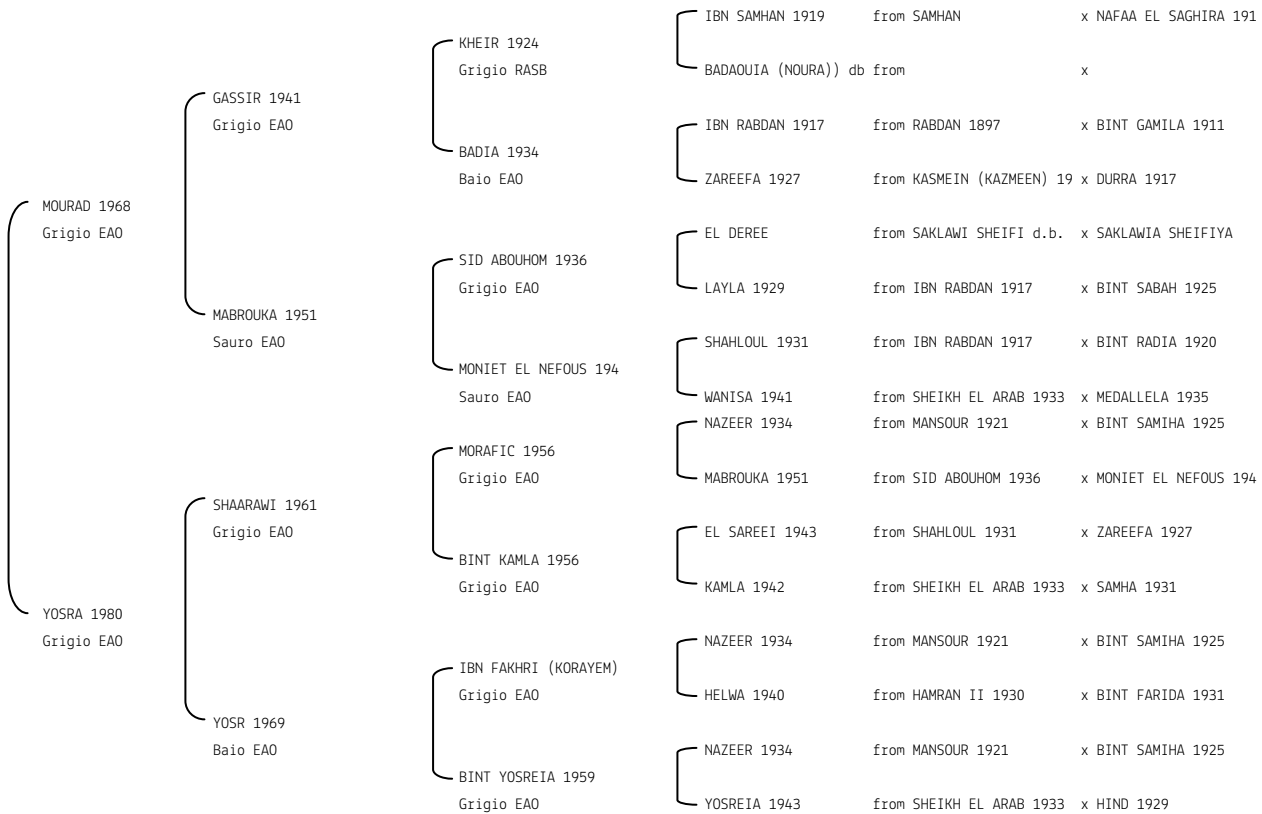 IBN SAMHAN 1919 from SAMHAN x NAFAA EL SAGHIRA 191
KHEIR 1924
Grigio RASB
BADAOUIA (NOURA)) db from x
GASSIR 1941
Grigio EAO
IBN RABDAN 1917 from RABDAN 1897 x BINT GAMILA 1911
BADIA 1934
Baio EAO
ZAREEFA 1927 from KASMEIN (KAZMEEN) 19 x DURRA 1917
MOURAD 1968
Grigio EAO
EL DEREE from SAKLAWI SHEIFI d.b. x SAKLAWIA SHEIFIYA
SID ABOUHOM 1936
Grigio EAO
LAYLA 1929 from IBN RABDAN 1917 x BINT SABAH 1925
MABROUKA 1951
Sauro EAO
SHAHLOUL 1931 from IBN RABDAN 1917 x BINT RADIA 1920
MONIET EL NEFOUS 194
Sauro EAO
WANISA 1941 from SHEIKH EL ARAB 1933 x MEDALLELA 1935
NAZEER 1934 from MANSOUR 1921 x BINT SAMIHA 1925
MORAFIC 1956
Grigio EAO
MABROUKA 1951 from SID ABOUHOM 1936 x MONIET EL NEFOUS 194
SHAARAWI 1961
Grigio EAO
EL SAREEI 1943 from SHAHLOUL 1931 x ZAREEFA 1927
BINT KAMLA 1956
Grigio EAO
KAMLA 1942 from SHEIKH EL ARAB 1933 x SAMHA 1931
YOSRA 1980
Grigio EAO
NAZEER 1934 from MANSOUR 1921 x BINT SAMIHA 1925
IBN FAKHRI (KORAYEM)
Grigio EAO
HELWA 1940 from HAMRAN II 1930 x BINT FARIDA 1931
YOSR 1969
Baio EAO
NAZEER 1934 from MANSOUR 1921 x BINT SAMIHA 1925
BINT YOSREIA 1959
Grigio EAO
YOSREIA 1943 from SHEIKH EL ARAB 1933 x HIND 1929